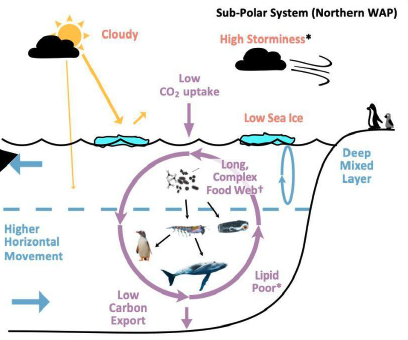 Sub-Polar System (Northern WAP)
Cloudy
High Storminess*
Low
CO₂ uptake
Low Sea Ice
Long,
Complex
Food Web†
Deep
Mixed
Layer
Higher
Horizontal
Movement
Lipid
Poor*
Low
Carbon
Export